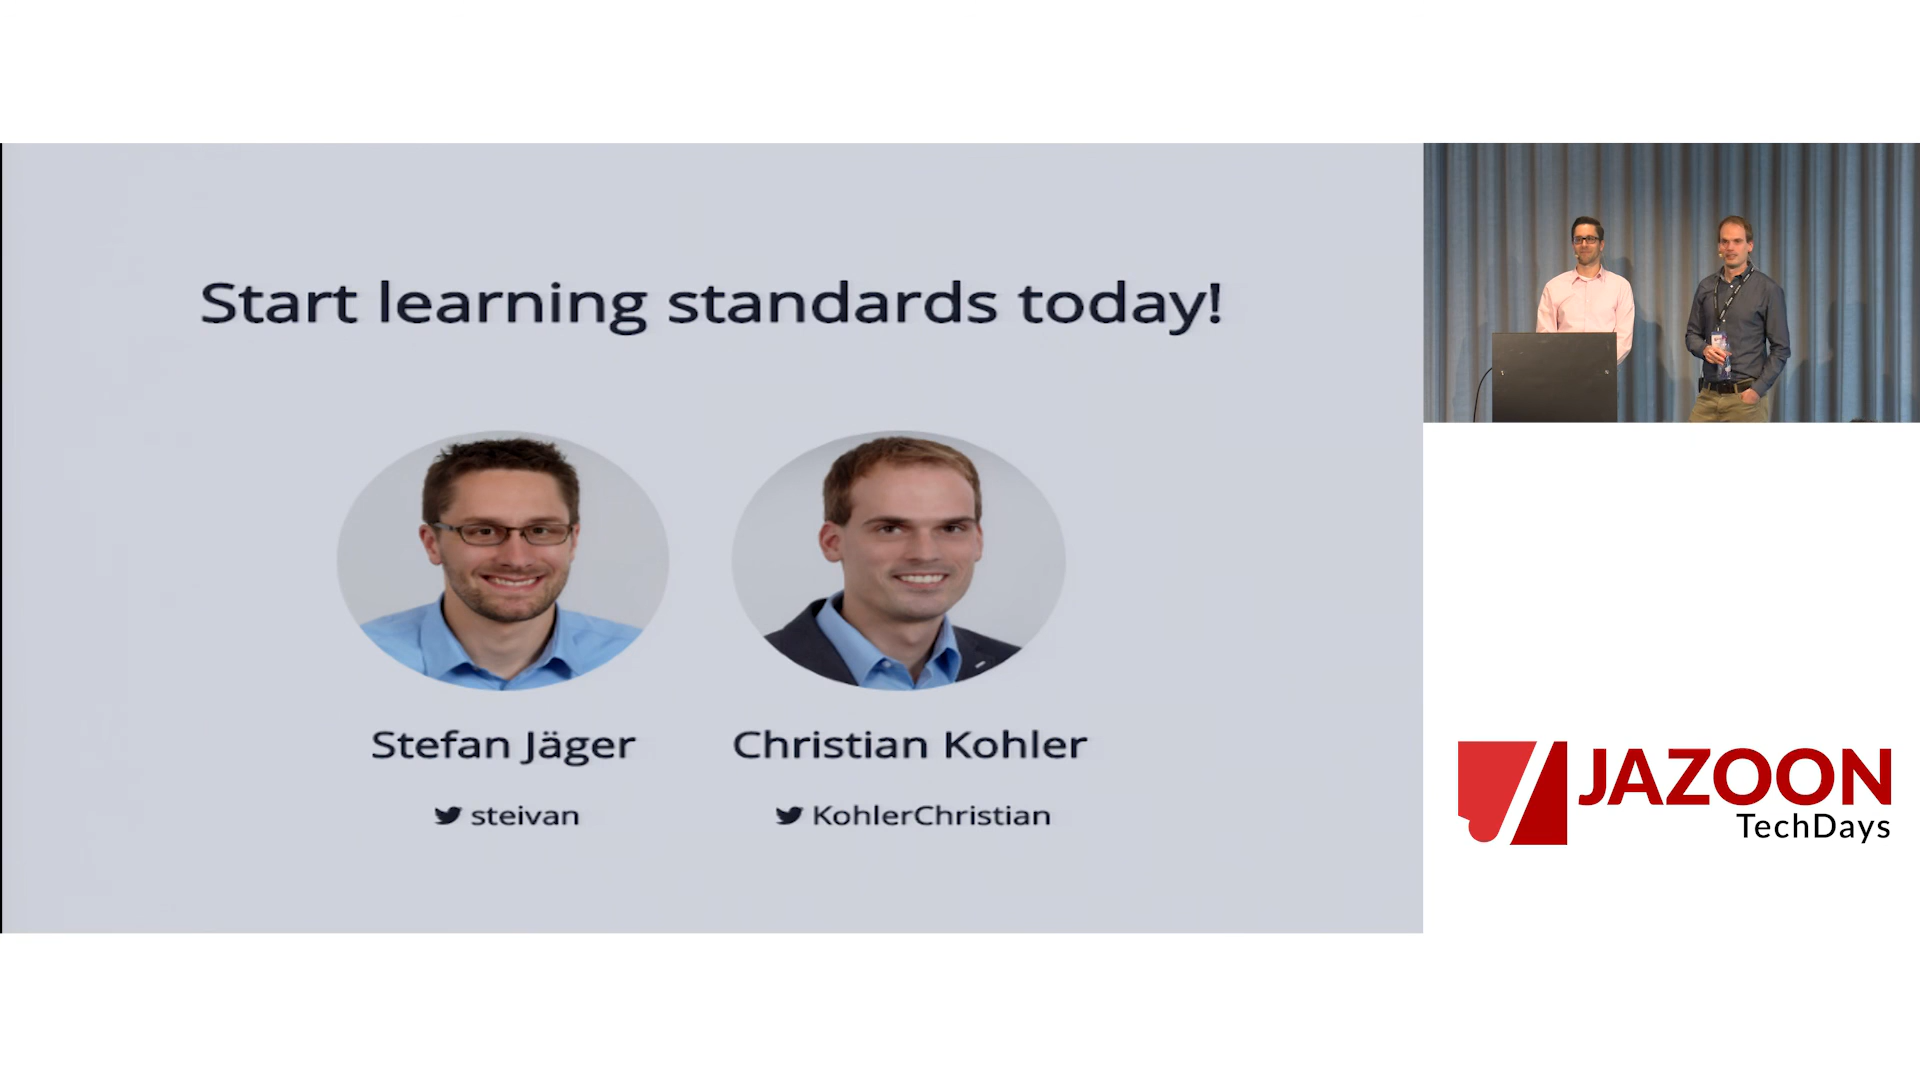 Start learning standards today!
Stefan Jäger
Christian Kohler
steivan
KohlerChristian
JAZOON
TechDays